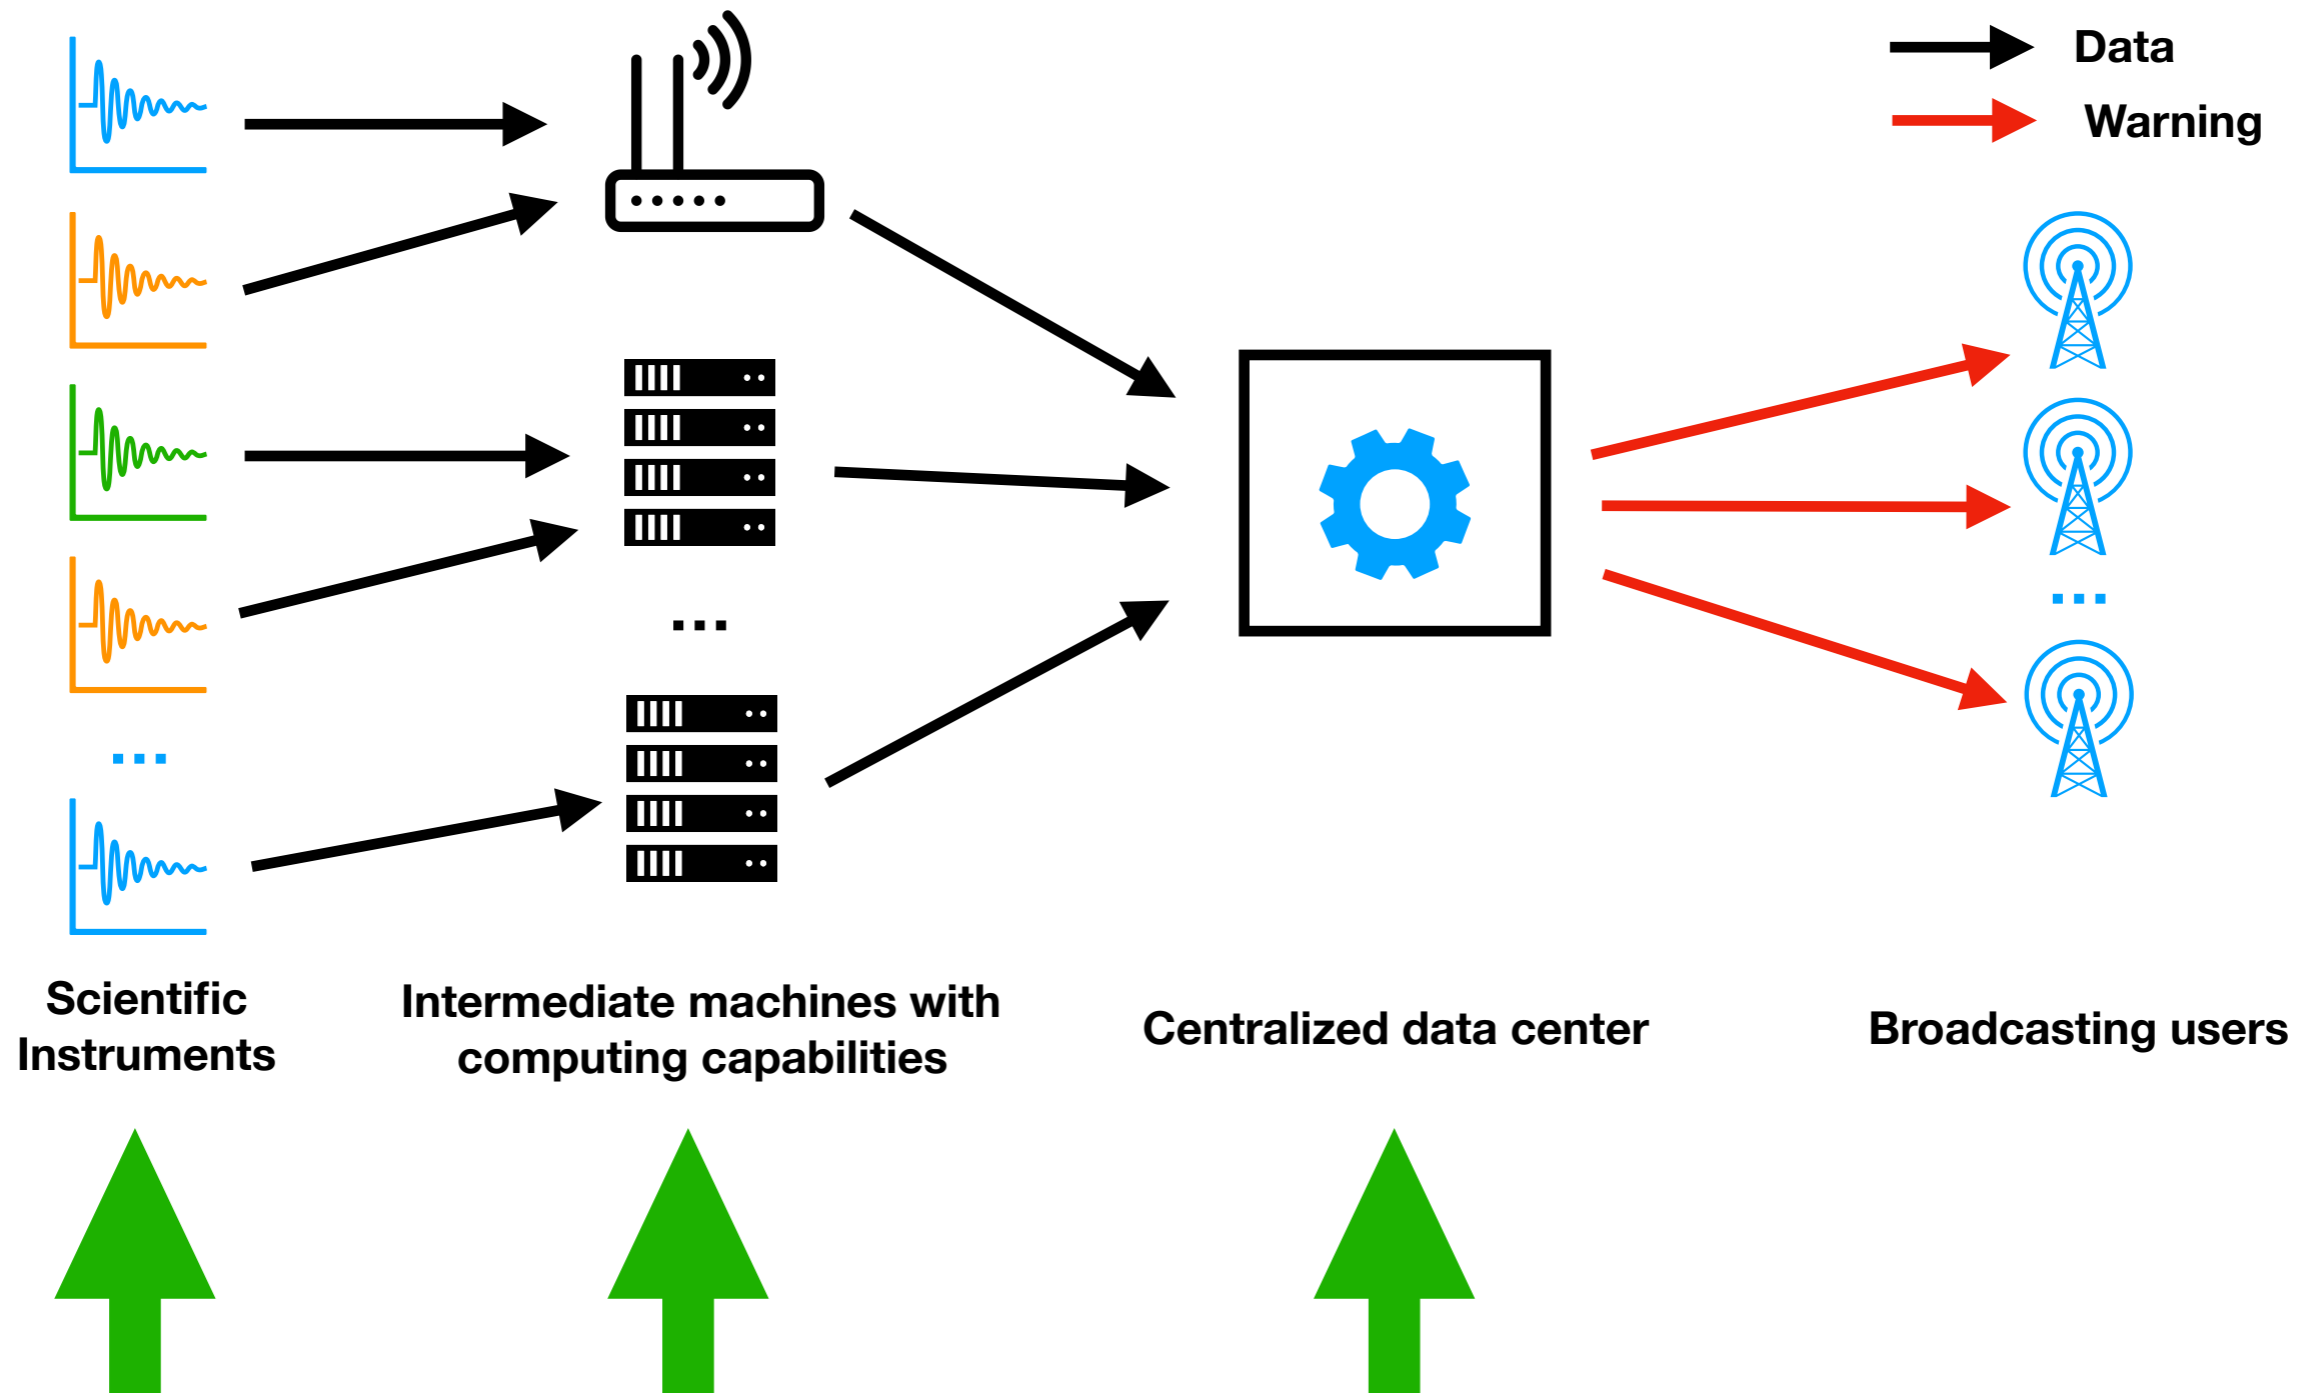 Data
Warning
Scientific
Instruments
Intermediate machines with
computing capabilities
Centralized data center
Broadcasting users